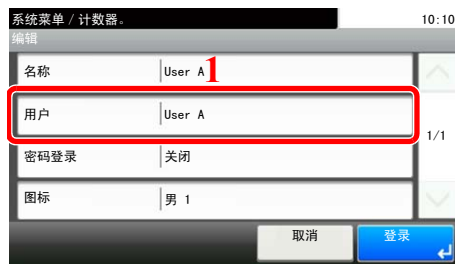 系统菜单 / 计数器。 10:10
编辑
名称 User A 1
用户 User A
1/1
密码登录 关闭
图标 男 1
取消 登录